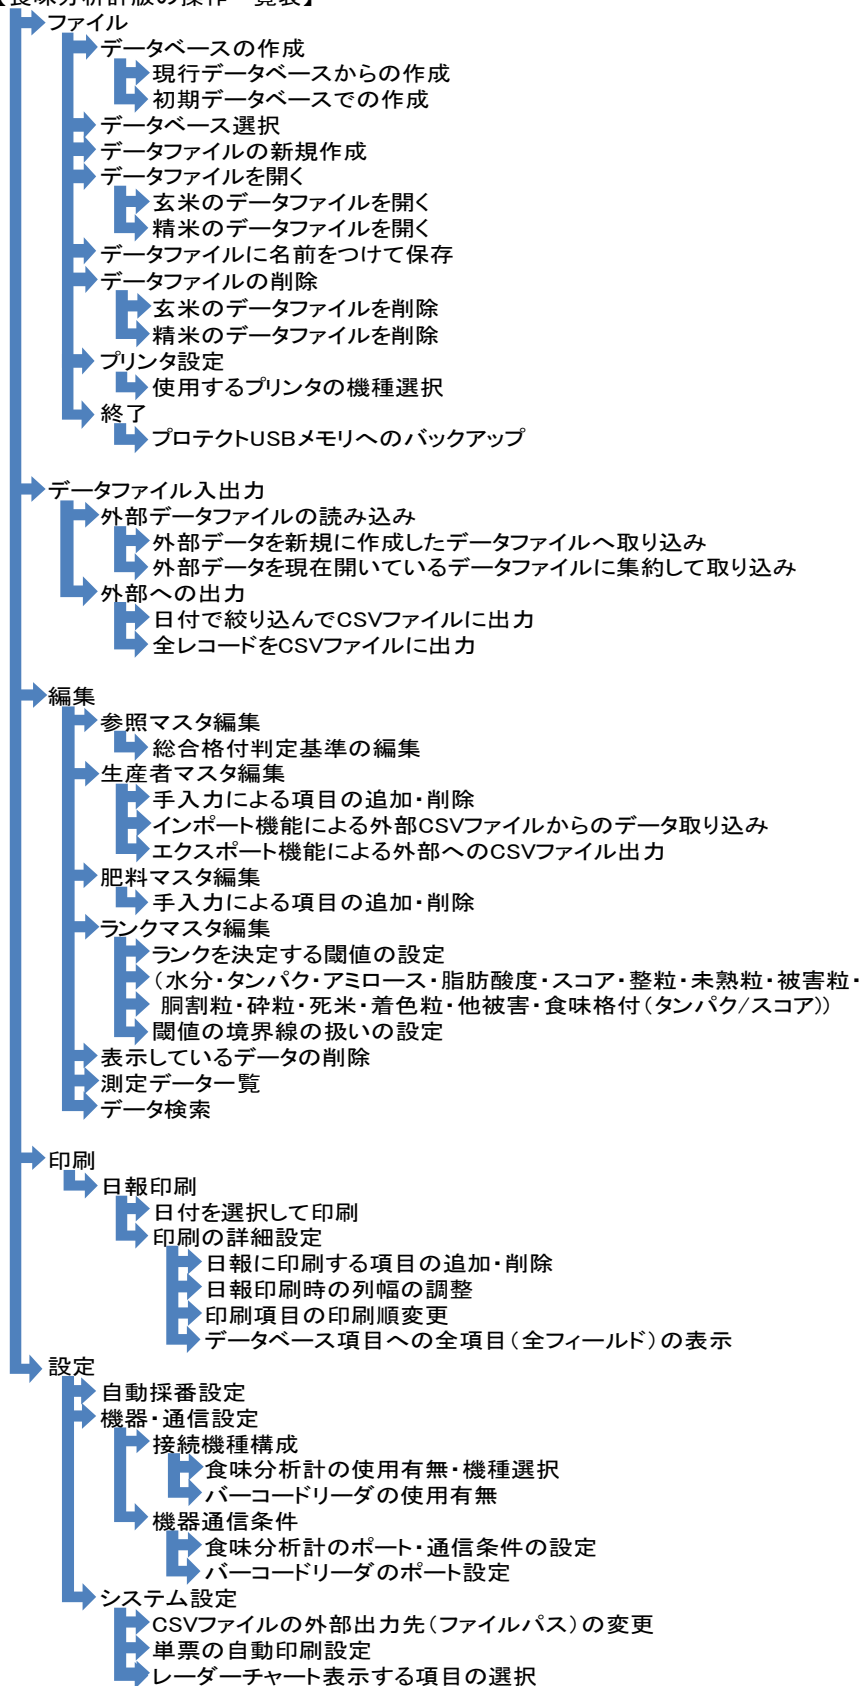 【食味分析計版の操作一覧表】
ファイル
データベースの作成
現行データベースからの作成
初期データベースでの作成
データベース選択
データファイルの新規作成
データファイルを開く
玄米のデータファイルを開く
精米のデータファイルを開く
データファイルに名前をつけて保存
データファイルの削除
玄米のデータファイルを削除
精米のデータファイルを削除
プリンタ設定
使用するプリンタの機種選択
終了
プロテクトUSBメモリへのバックアップ
データファイル入出力
外部データファイルの読み込み
外部データを新規に作成したデータファイルへ取り込み
外部データを現在開いているデータファイルに集約して取り込み
外部への出力
日付で絞り込んでCSVファイルに出力
全レコードをCSVファイルに出力
編集
参照マスタ編集
総合格付判定基準の編集
生産者マスタ編集
手入力による項目の追加・削除
インポート機能による外部CSVファイルからのデータ取り込み
エクスポート機能による外部へのCSVファイル出力
肥料マスタ編集
手入力による項目の追加・削除
ランクマスタ編集
ランクを決定する閾値の設定
(水分・タンパク・アミロース・脂肪酸度・スコア・整粒・未熟粒・被害粒・
胴割粒・砕粒・死米・着色粒・他被害・食味格付(タンパク/スコア))
閾値の境界線の扱いの設定
表示しているデータの削除
測定データ一覧
データ検索
印刷
日報印刷
日付を選択して印刷
印刷の詳細設定
日報に印刷する項目の追加・削除
日報印刷時の列幅の調整
印刷項目の印刷順変更
データベース項目への全項目(全フィールド)の表示
設定
自動採番設定
機器・通信設定
接続機種構成
食味分析計の使用有無・機種選択
バーコードリーダの使用有無
機器通信条件
食味分析計のポート・通信条件の設定
バーコードリーダのポート設定
システム設定
CSVファイルの外部出力先(ファイルパス)の変更
単票の自動印刷設定
レーダーチャート表示する項目の選択